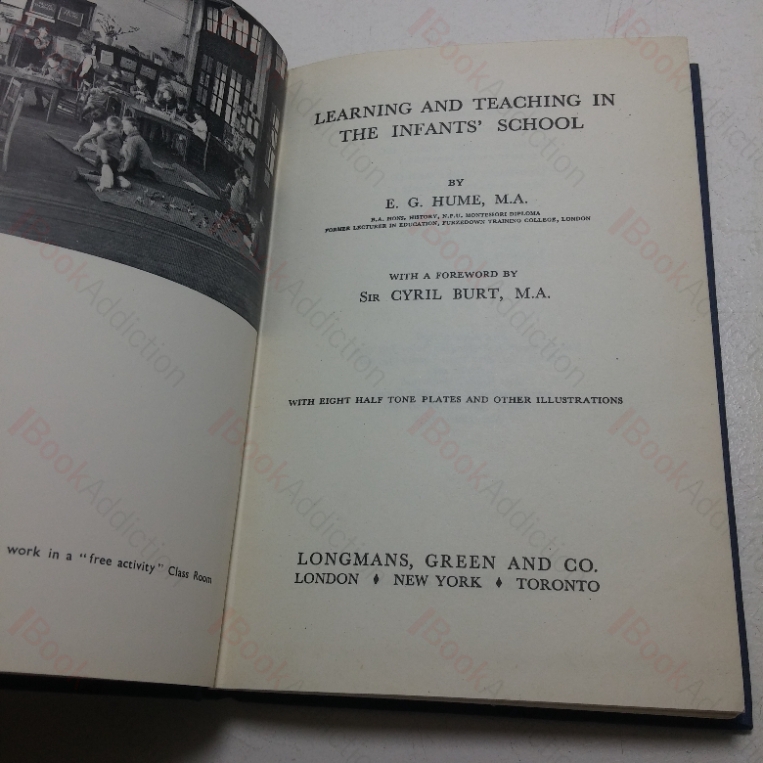 work in a "free activity" Class Room
LEARNING AND TEACHING IN
THE INFANTS' SCHOOL
BY
E. G. HUME, M.A.
B.A. HONS. HISTORY, N.F.U. MONTESSORI DIPLOMA
FORMER LECTURER IN EDUCATION, FURZEDOWN TRAINING COLLEGE, LONDON
WITH A FOREWORD BY
SIR CYRIL BURT, M.A.
WITH EIGHT HALF TONE PLATES AND OTHER ILLUSTRATIONS
LONGMANS, GREEN AND CO.
LONDON ♦ NEW YORK ♦ TORONTO
BookAddiction